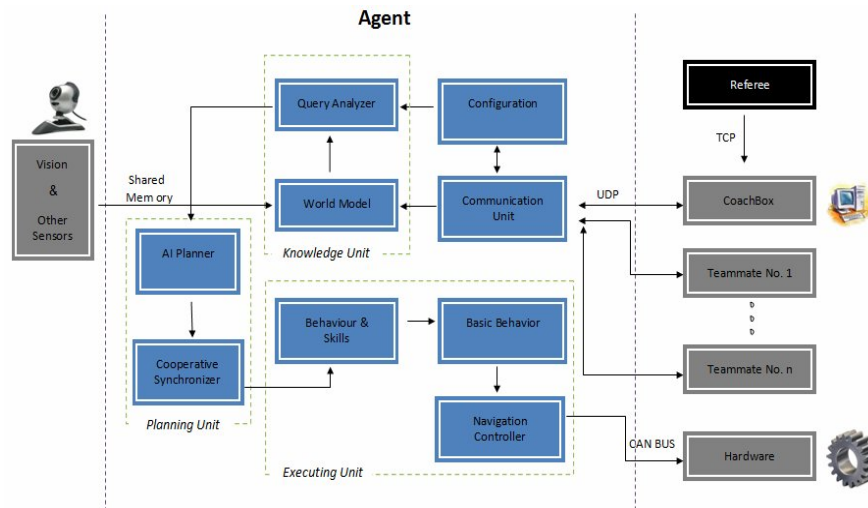 Agent
Query Analyzer
Configuration
Referee
TCP
Vision
&
Other
Sensors
Shared
Memory
World Model
Communication
Unit
UDP
CoachBox
Knowledge Unit
AI Planner
Teammate No. 1
Behaviour &
Skills
Basic Behavior
Cooperative
Synchronizer
Teammate No. n
Planning Unit
Navigation
Controller
CAN BUS
Hardware
Executing Unit